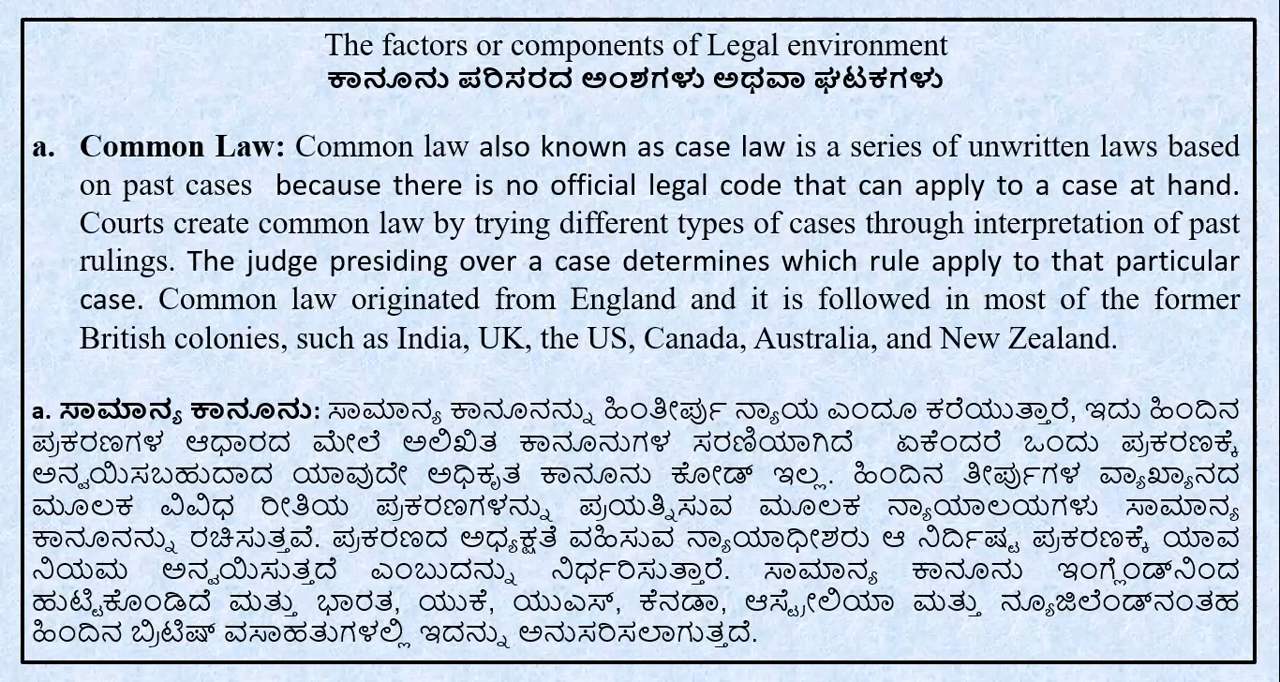 The factors or components of Legal environment
ಕಾನೂನು ಪರಿಸರದ ಅಂಶಗಳು ಅಥವಾ ಘಟಕಗಳು
a. Common Law: Common law also known as case law is a series of unwritten laws based
on past cases because there is no official legal code that can apply to a case at hand.
Courts create common law by trying different types of cases through interpretation of past
rulings. The judge presiding over a case determines which rule apply to that particular
case. Common law originated from England and it is followed in most of the former
British colonies, such as India, UK, the US, Canada, Australia, and New Zealand.
a. ಸಾಮಾನ್ಯ ಕಾನೂನು: ಸಾಮಾನ್ಯ ಕಾನೂನನ್ನು ಹಿಂತೀರ್ಪು ನ್ಯಾಯ ಎಂದೂ ಕರೆಯುತ್ತಾರೆ, ಇದು ಹಿಂದಿನ
ಪ್ರಕರಣಗಳ ಆಧಾರದ ಮೇಲೆ ಅಲಿಖಿತ ಕಾನೂನುಗಳ ಸರಣಿಯಾಗಿದೆ ಏಕೆಂದರೆ ಒಂದು ಪ್ರಕರಣಕ್ಕೆ
ಅನ್ವಯಿಸಬಹುದಾದ ಯಾವುದೇ ಅಧಿಕೃತ ಕಾನೂನು ಕೋಡ್ ಇಲ್ಲ. ಹಿಂದಿನ ತೀರ್ಪುಗಳ ವ್ಯಾಖ್ಯಾನದ
ಮೂಲಕ ವಿವಿಧ ರೀತಿಯ ಪ್ರಕರಣಗಳನ್ನು ಪ್ರಯತ್ನಿಸುವ ಮೂಲಕ ನ್ಯಾಯಾಲಯಗಳು ಸಾಮಾನ್ಯ
ಕಾನೂನನ್ನು ರಚಿಸುತ್ತವೆ. ಪ್ರಕರಣದ ಅಧ್ಯಕ್ಷತೆ ವಹಿಸುವ ನ್ಯಾಯಾಧೀಶರು ಆ ನಿರ್ದಿಷ್ಟ ಪ್ರಕರಣಕ್ಕೆ ಯಾವ
ನಿಯಮ ಅನ್ವಯಿಸುತ್ತದೆ ಎಂಬುದನ್ನು ನಿರ್ಧರಿಸುತ್ತಾರೆ. ಸಾಮಾನ್ಯ ಕಾನೂನು ಇಂಗ್ಲೆಂಡ್‌ನಿಂದ
ಹುಟ್ಟಿಕೊಂಡಿದೆ ಮತ್ತು ಭಾರತ, ಯುಕೆ, ಯುಎಸ್, ಕೆನಡಾ, ಆಸ್ಟ್ರೇಲಿಯಾ ಮತ್ತು ನ್ಯೂಜಿಲೆಂಡ್‌ನಂತಹ
ಹಿಂದಿನ ಬ್ರಿಟಿಷ್ ವಸಾಹತುಗಳಲ್ಲಿ ಇದನ್ನು ಅನುಸರಿಸಲಾಗುತ್ತದೆ.